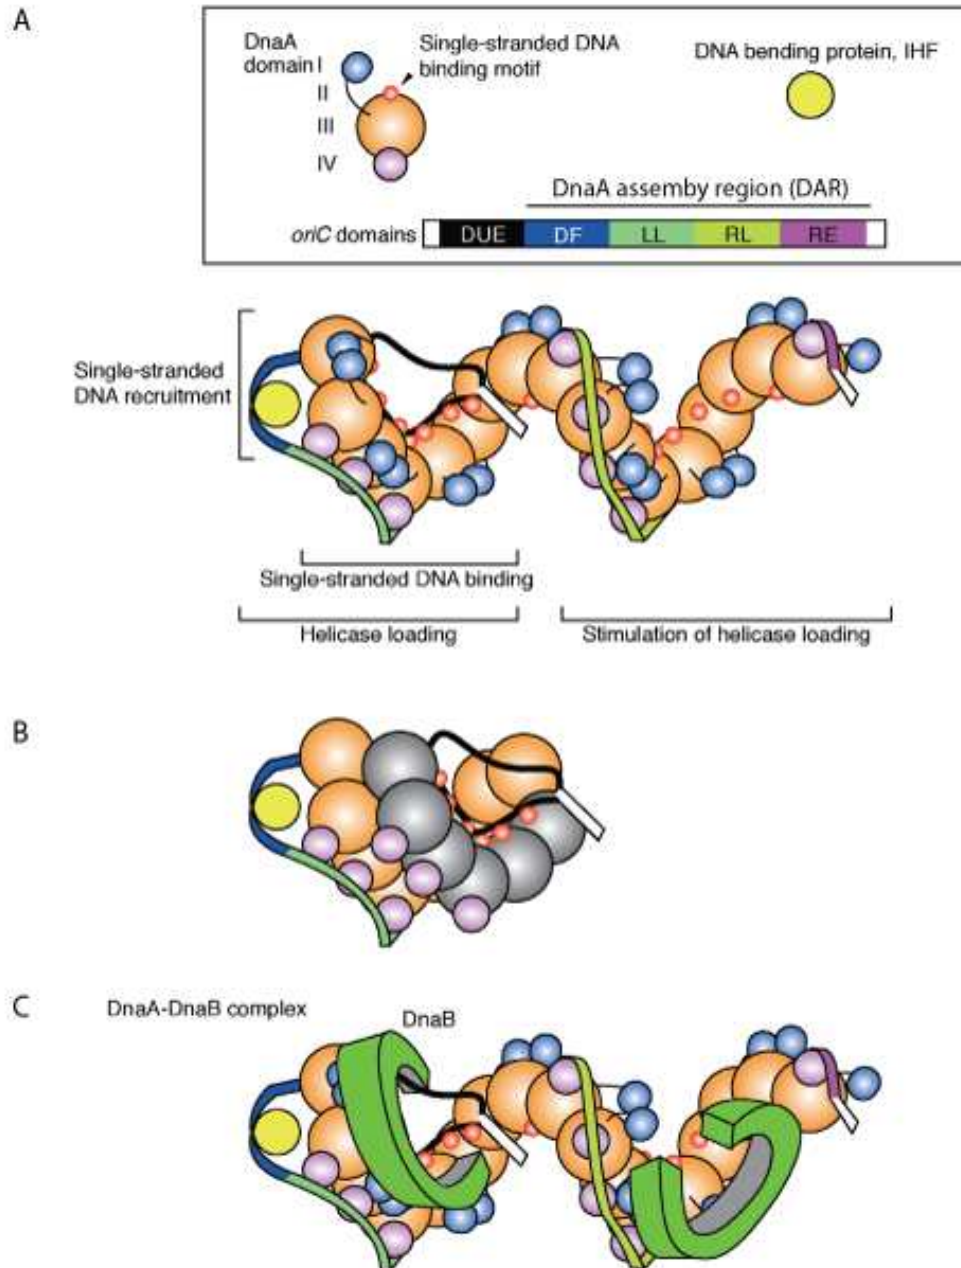 A
DnaA
domain I
II
III
IV
Single-stranded DNA
binding motif
DNA bending protein, IHF
DnaA assemby region (DAR)
oriC domains
DUE
DF
LL
RL
RE
Single-stranded
DNA recruitment
Single-stranded DNA binding
Helicase loading
Stimulation of helicase loading
B
C
DnaA-DnaB complex
DnaB